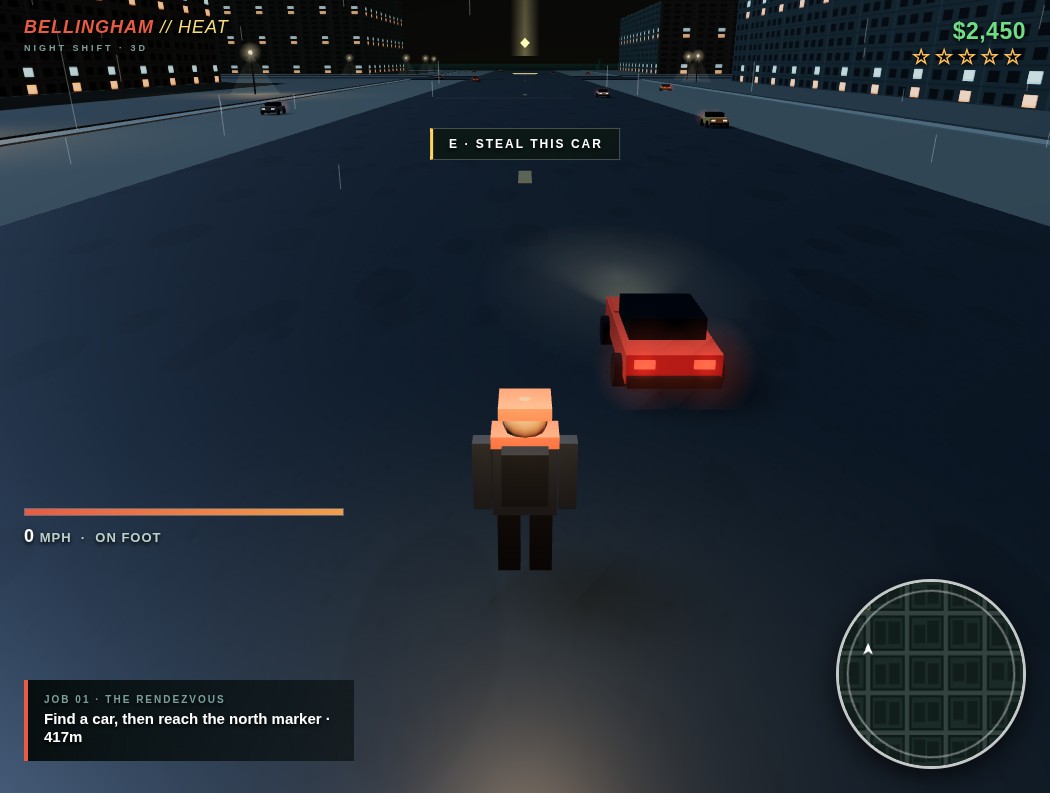 BELLINGHAM // HEAT
NIGHT SHIFT · 3D
$2,450
☆☆☆☆☆
E · STEAL THIS CAR
0 MPH · ON FOOT
JOB 01 · THE RENDEZVOUS
Find a car, then reach the north marker ·
417m